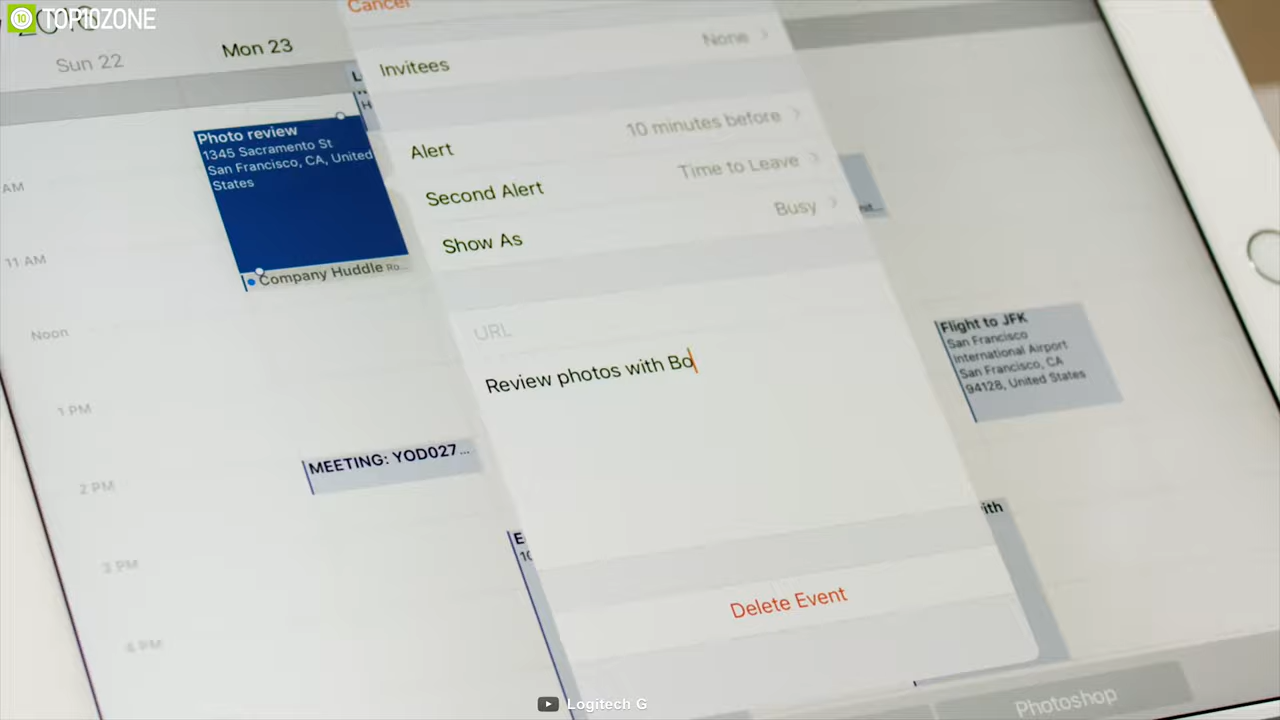 TOP10ZONE
Sun 22
Mon 23
Cancel
Invitees
None
Photo review
1345 Sacramento St
San Francisco, CA, United
States
Alert
10 minutes before
Second Alert
Time to Leave
Show As
Busy
AM
11 AM
Company Huddle
Noon
URL
Flight to JFK
San Francisco
International Airport
San Francisco, CA
94128, United States
Review photos with Bo
1 PM
MEETING: YOD027...
2 PM
3 PM
4 PM
Delete Event
Photoshop
Logitech G